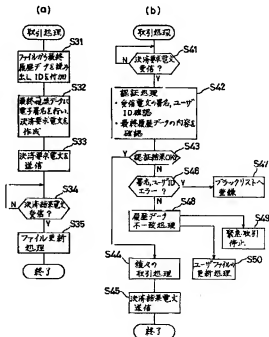 (a)
取引処理
S31
ファイルから最終
履歴データを読み
出しIDを付加
S32
最終確認データに
電子署名を行い、
決済要求電文を
作成
S33
決済要求電文を
送信
S34
決済結果電文
受信？
N
Y
S35
ファイル更新
処理
終了
(b)
取引処理
S41
決済要求電文
受信？
N
Y
S42
認証処理
・受信電文の署名、ユーザ
ID確認
・最終履歴データの内容を
確認
S43
認証結果OK?
S46
署名、ユーザID
エラー？
Y
S47
ブラックリストへ
登録
N
S48
履歴データ
不一致処理
S49
緊急取引
停止
S50
ユーザファイルへ
更新処理
S44
種々の
取引処理
S45
決済結果電文
送信
終了